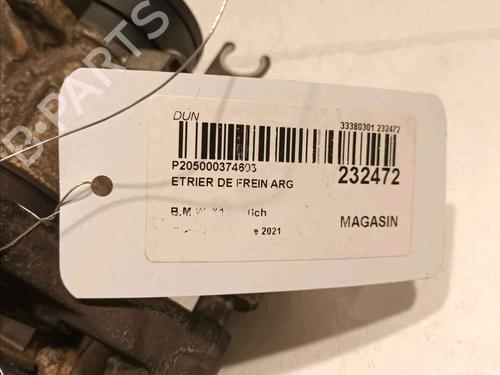 DUN
33380301 232472
P205000374603
ETRIER DE FREIN ARG
232472
MAGASIN
2021
B-PARTS